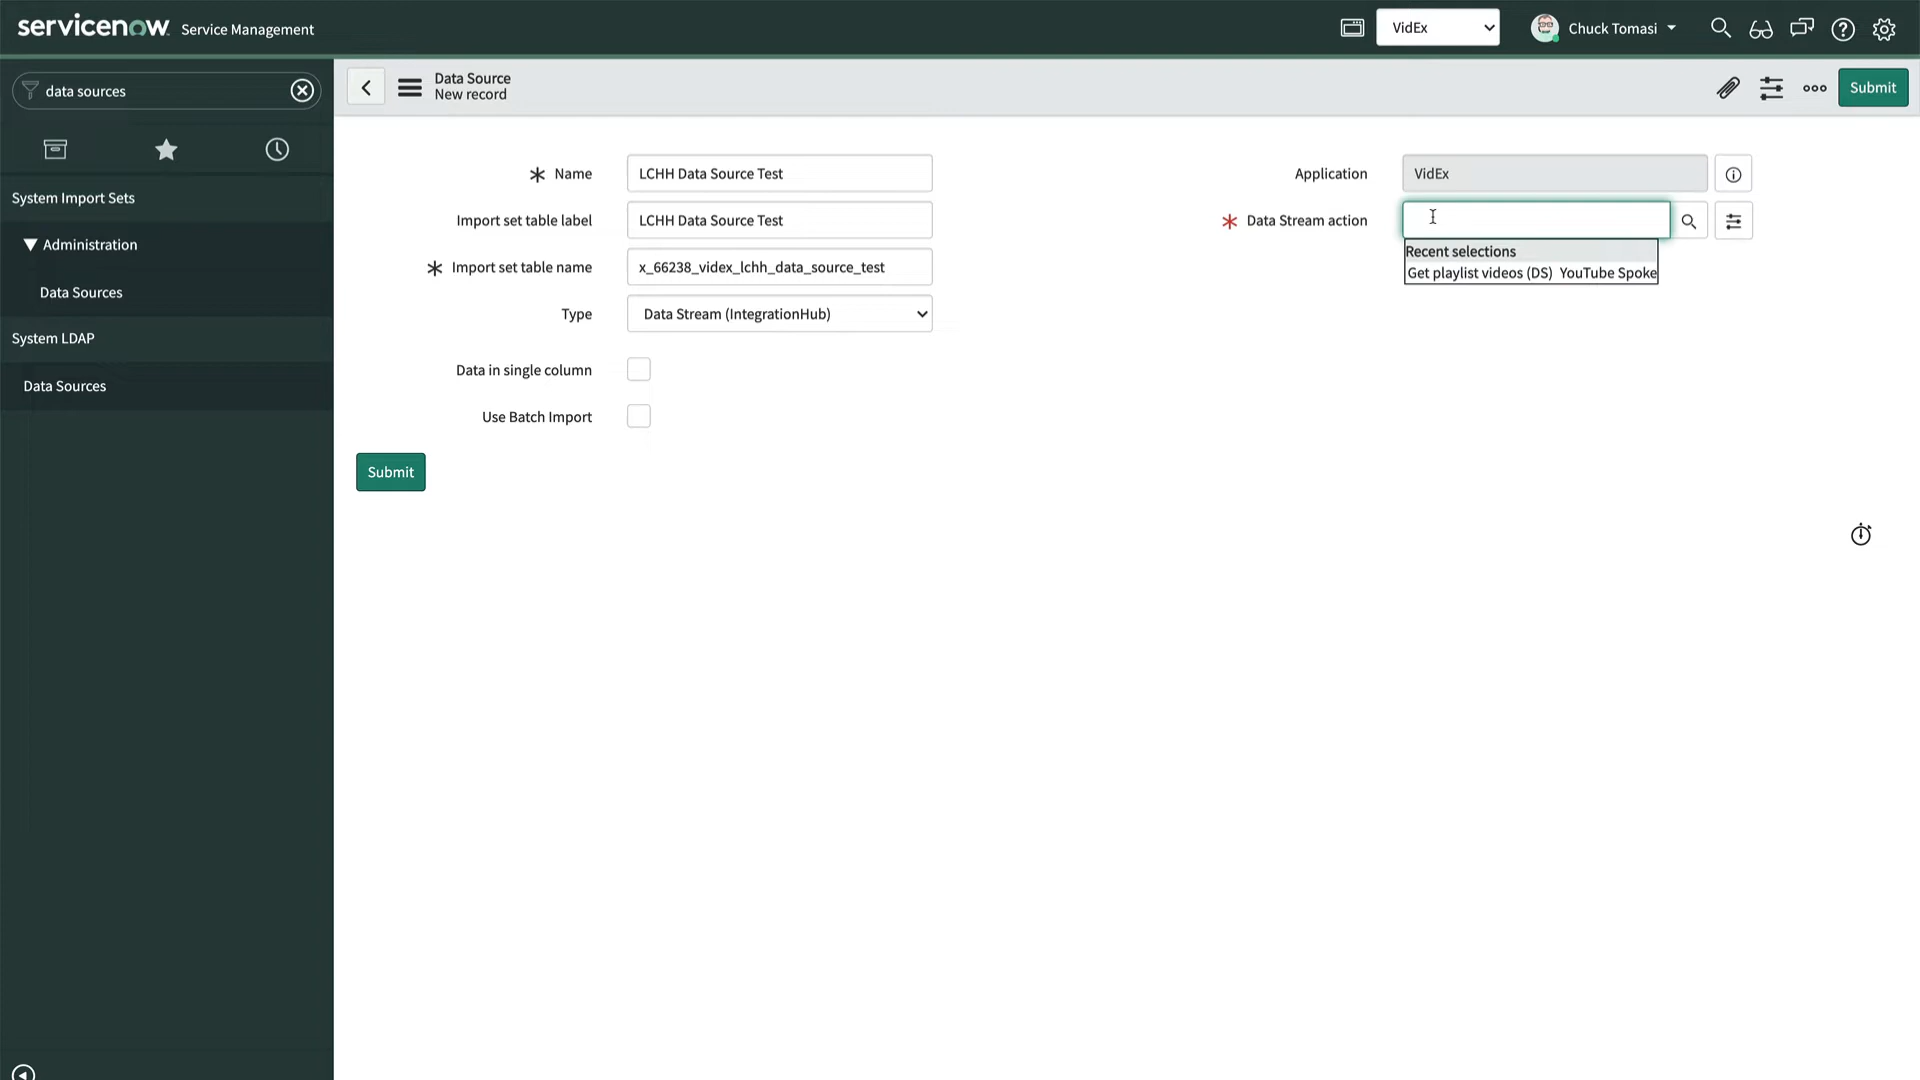 servicenow Service Management
VidEx
Chuck Tomasi
data sources
Data Source
New record
Submit
System Import Sets
Administration
Data Sources
System LDAP
Data Sources
Name
LCHH Data Source Test
Import set table label
LCHH Data Source Test
Import set table name
x_66238_videx_lchh_data_source_test
Type
Data Stream (IntegrationHub)
Data in single column
Use Batch Import
Application
VidEx
Data Stream action
Recent selections
Get playlist videos (DS) YouTube Spoke
Submit